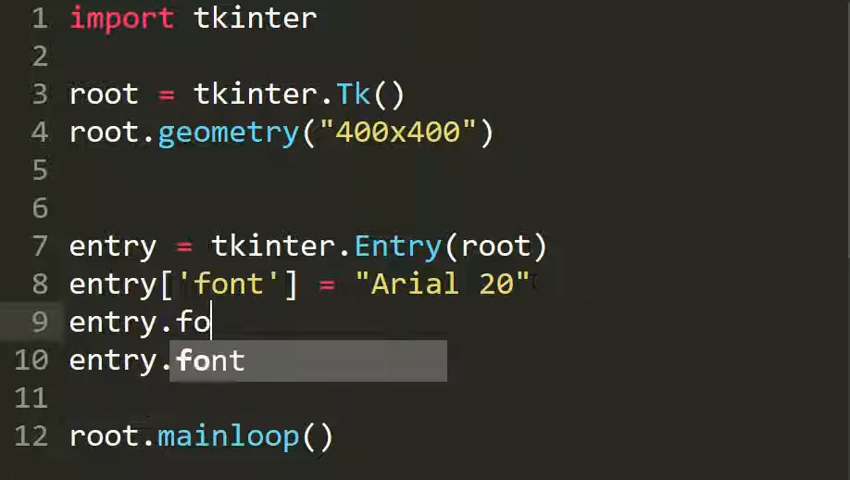 1 import tkinter
2
3 root = tkinter.Tk()
4 root.geometry("400x400")
5
6
7 entry = tkinter.Entry(root)
8 entry['font'] = "Arial 20"
9 entry.fo
10 entry.font
11
12 root.mainloop()